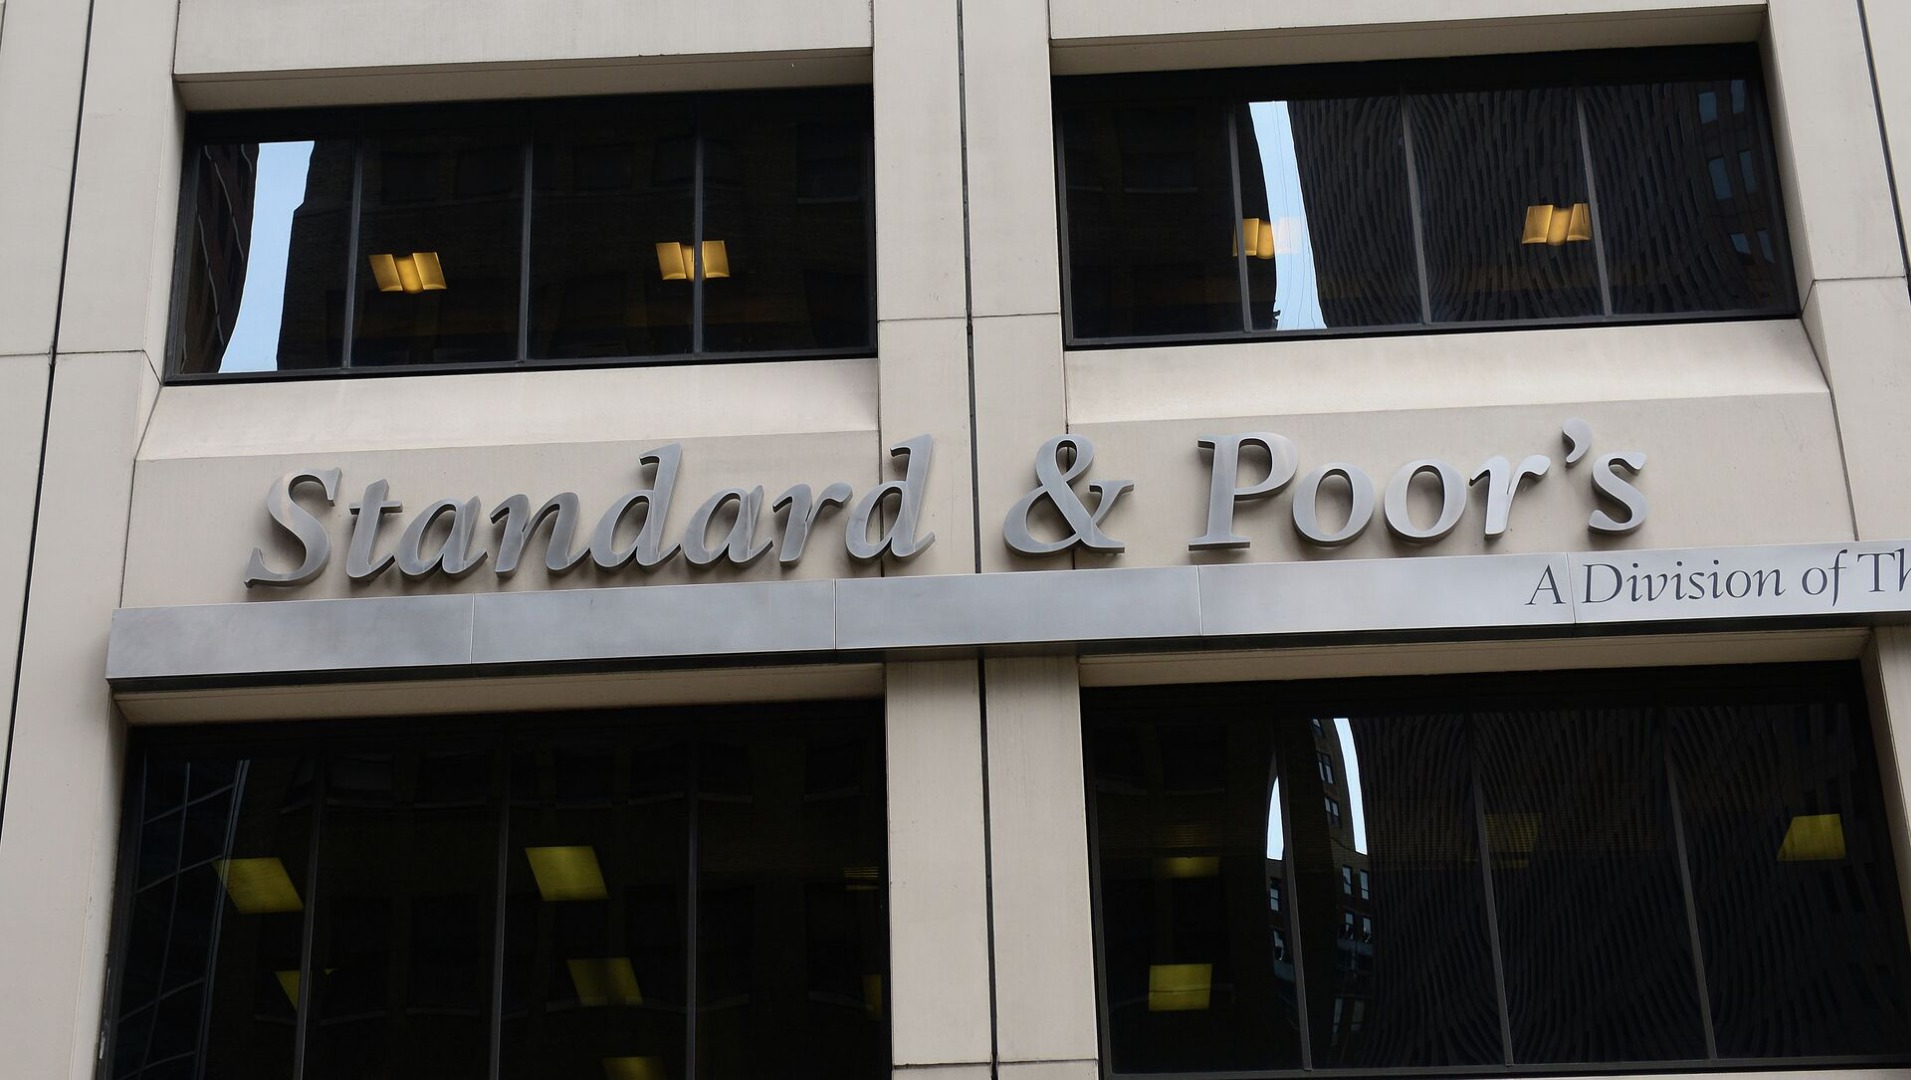 Standard & Poor's
A Division of Th